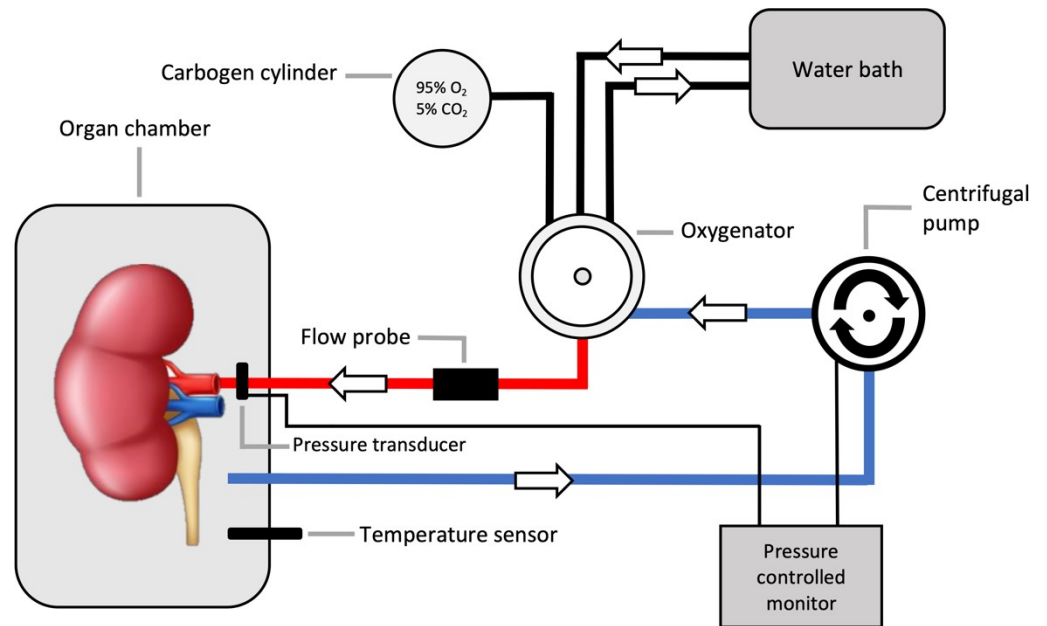 Carbogen cylinder
95% O₂
5% CO₂
Water bath
Organ chamber
Centrifugal
pump
Oxygenator
Flow probe
Pressure transducer
Temperature sensor
Pressure
controlled
monitor